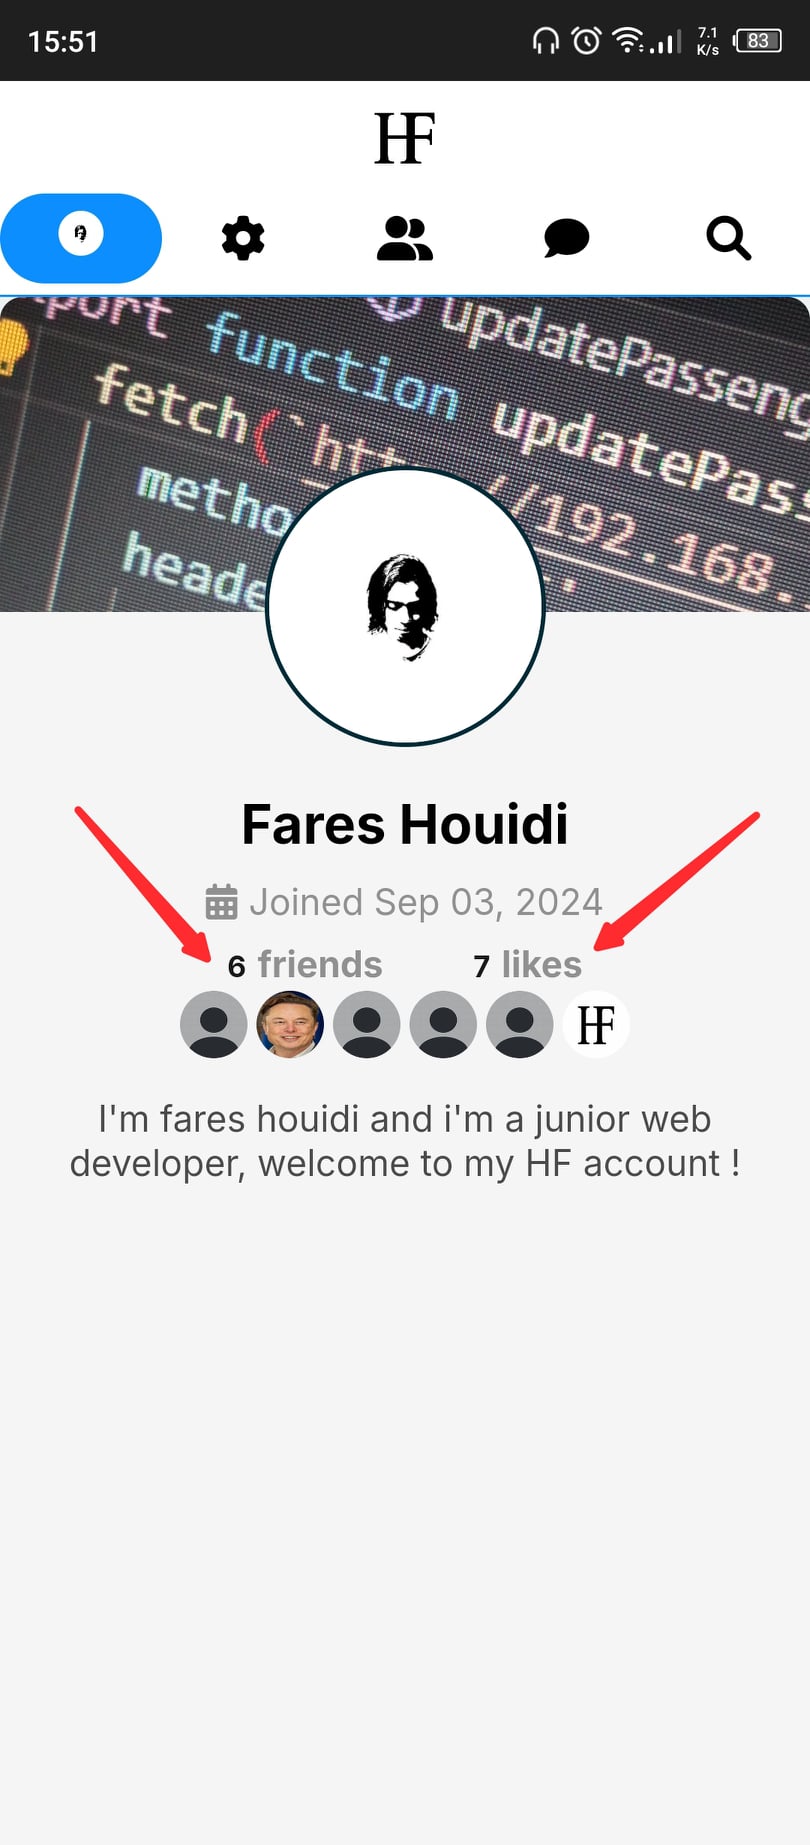 15:51
7.1
K/s
83
HF
port function updatePasseng
fetch(`htt //192.168.
updatePass
metho
heade
Fares Houidi
Joined Sep 03, 2024
6 friends 7 likes
HF
I'm fares houidi and i'm a junior web
developer, welcome to my HF account !